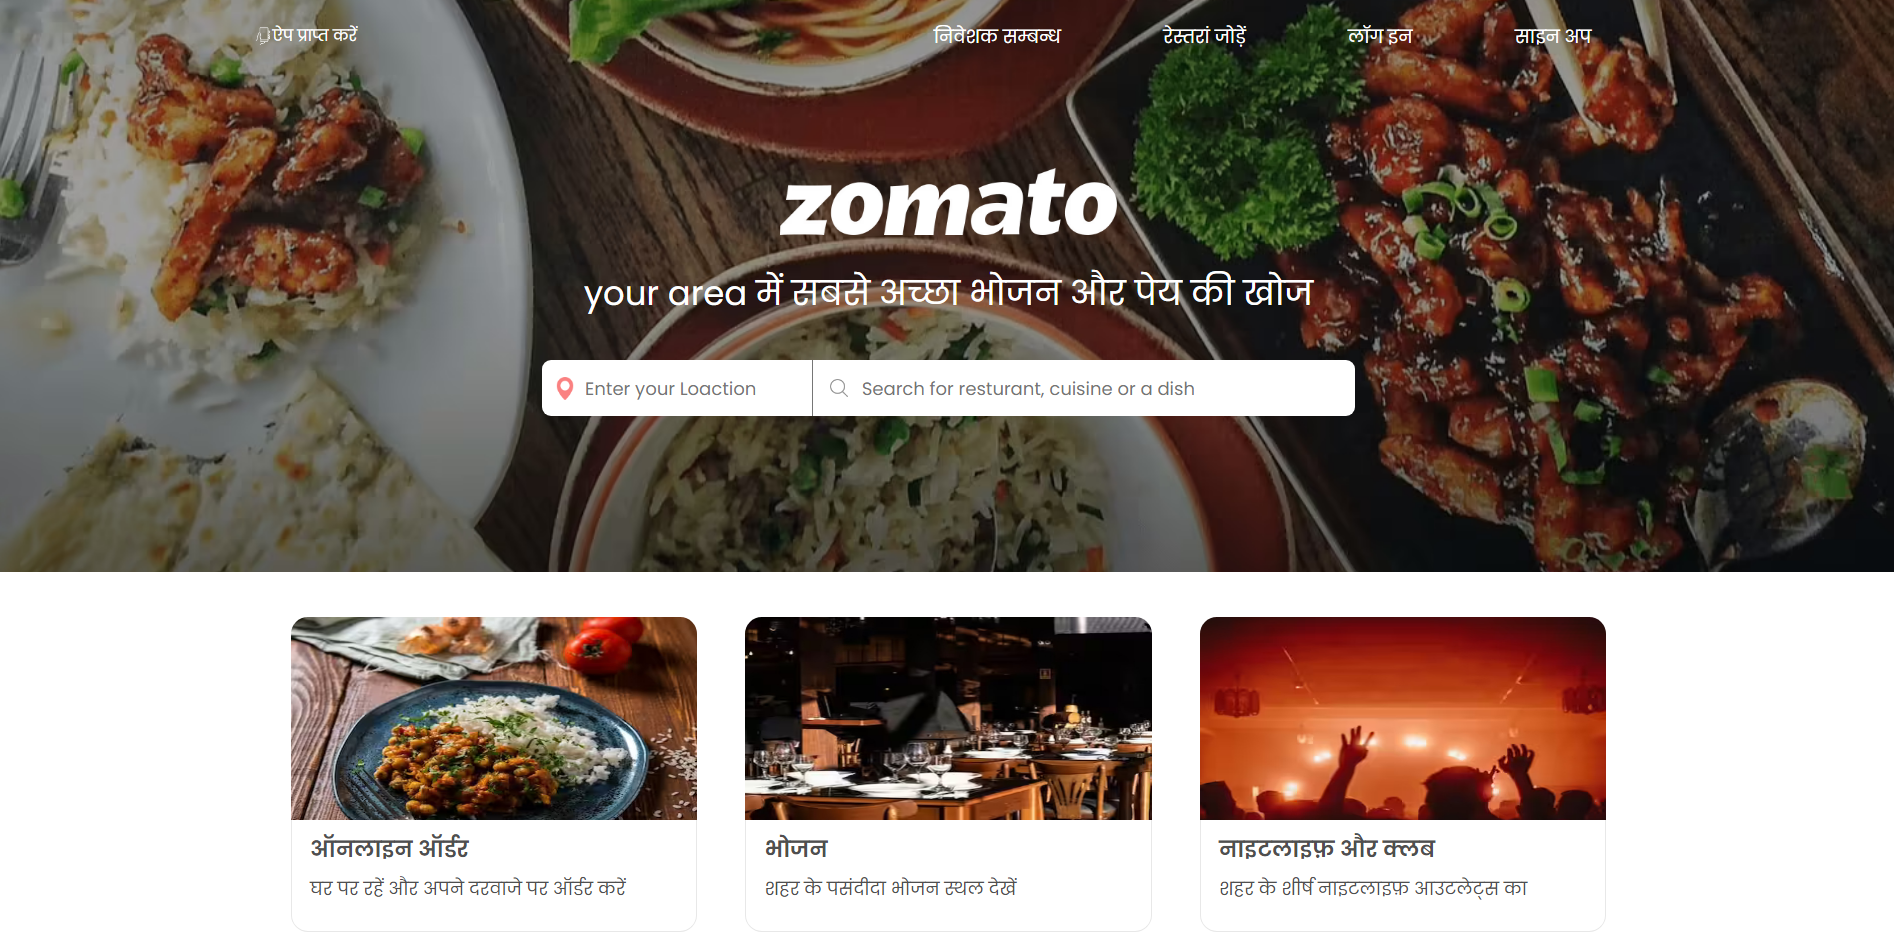 ऐप प्राप्त करें
निवेशक सम्बन्ध
रेस्तरां जोड़ें
लॉग इन
साइन अप
zomato
your area में सबसे अच्छा भोजन और पेय की खोज
Enter your Loaction
Search for resturant, cuisine or a dish
ऑनलाइन ऑर्डर
घर पर रहें और अपने दरवाजे पर ऑर्डर करें
भोजन
शहर के पसंदीदा भोजन स्थल देखें
नाइटलाइफ़ और क्लब
शहर के शीर्ष नाइटलाइफ़ आउटलेट्स का